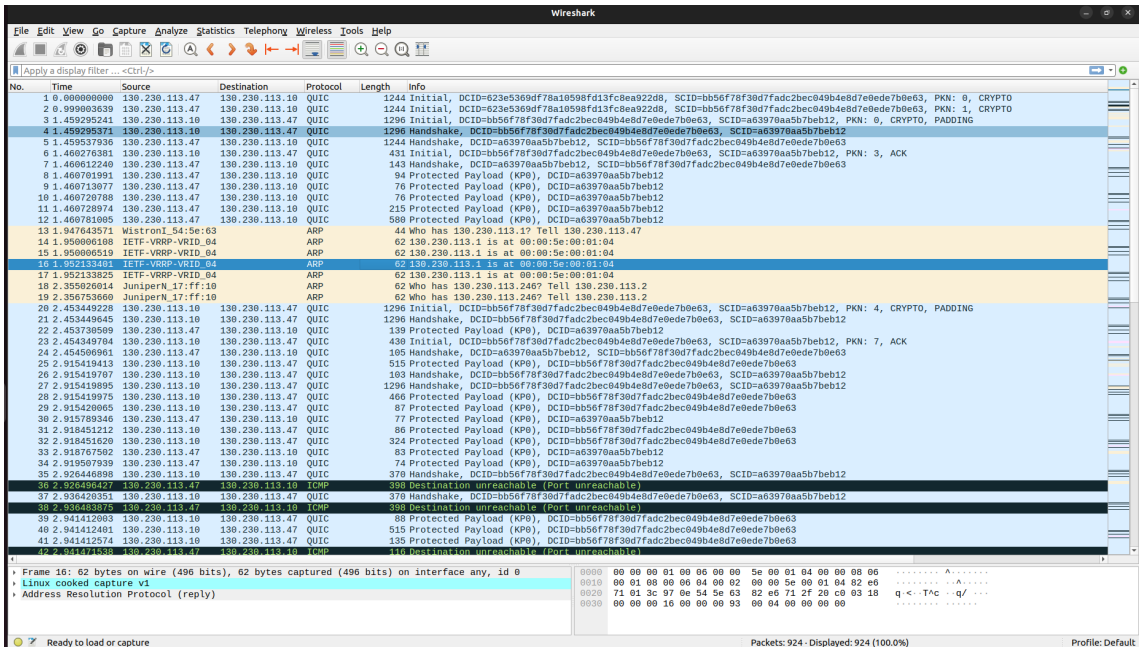 Wireshark
File Edit View Go Capture Analyze Statistics Telephony Wireless Tools Help
Apply a display filter ... <Ctrl-/>
No. Time Source Destination Protocol Length Info
1 0.000000000 130.230.113.47 130.230.113.10 QUIC 1244 Initial, DCID=623e5369df78a10598fd13fc8ea922d8, SCID=bb56f78f30d7fadc2bec049b4e8d7e0ede7b0e63, PKN: 0, CRYPTO
2 0.999003639 130.230.113.47 130.230.113.10 QUIC 1244 Initial, DCID=623e5369df78a10598fd13fc8ea922d8, SCID=bb56f78f30d7fadc2bec049b4e8d7e0ede7b0e63, PKN: 1, CRYPTO
3 1.459295241 130.230.113.10 130.230.113.47 QUIC 1296 Initial, DCID=bb56f78f30d7fadc2bec049b4e8d7e0ede7b0e63, SCID=a63970aa5b7beb12, PKN: 0, CRYPTO, PADDING
4 1.459295371 130.230.113.10 130.230.113.47 QUIC 1296 Handshake, DCID=bb56f78f30d7fadc2bec049b4e8d7e0ede7b0e63, SCID=a63970aa5b7beb12
5 1.459537936 130.230.113.47 130.230.113.10 QUIC 1244 Handshake, DCID=a63970aa5b7beb12, SCID=bb56f78f30d7fadc2bec049b4e8d7e0ede7b0e63
6 1.460276381 130.230.113.10 130.230.113.47 QUIC 431 Initial, DCID=bb56f78f30d7fadc2bec049b4e8d7e0ede7b0e63, SCID=a63970aa5b7beb12, PKN: 3, ACK
7 1.460612240 130.230.113.47 130.230.113.10 QUIC 143 Handshake, DCID=a63970aa5b7beb12, SCID=bb56f78f30d7fadc2bec049b4e8d7e0ede7b0e63
8 1.460701991 130.230.113.47 130.230.113.10 QUIC 94 Protected Payload (KP0), DCID=a63970aa5b7beb12
9 1.460713077 130.230.113.47 130.230.113.10 QUIC 76 Protected Payload (KP0), DCID=a63970aa5b7beb12
10 1.460720788 130.230.113.47 130.230.113.10 QUIC 76 Protected Payload (KP0), DCID=a63970aa5b7beb12
11 1.460728974 130.230.113.47 130.230.113.10 QUIC 215 Protected Payload (KP0), DCID=a63970aa5b7beb12
12 1.460781005 130.230.113.47 130.230.113.10 QUIC 580 Protected Payload (KP0), DCID=a63970aa5b7beb12
13 1.947643571 WistronI_54:5e:63 ARP 44 Who has 130.230.113.1? Tell 130.230.113.47
14 1.950006108 IETF-VRRP-VRID_04 ARP 62 130.230.113.1 is at 00:00:5e:00:01:04
15 1.950006519 IETF-VRRP-VRID_04 ARP 62 130.230.113.1 is at 00:00:5e:00:01:04
16 1.952133401 IETF-VRRP-VRID_04 ARP 62 130.230.113.1 is at 00:00:5e:00:01:04
17 1.952133825 IETF-VRRP-VRID_04 ARP 62 130.230.113.1 is at 00:00:5e:00:01:04
18 2.355026014 JuniperN_17:ff:10 ARP 62 Who has 130.230.113.246? Tell 130.230.113.2
19 2.356753660 JuniperN_17:ff:10 ARP 62 Who has 130.230.113.246? Tell 130.230.113.2
20 2.453449228 130.230.113.10 130.230.113.47 QUIC 1296 Initial, DCID=bb56f78f30d7fadc2bec049b4e8d7e0ede7b0e63, SCID=a63970aa5b7beb12, PKN: 4, CRYPTO, PADDING
21 2.453449645 130.230.113.10 130.230.113.47 QUIC 1296 Handshake, DCID=bb56f78f30d7fadc2bec049b4e8d7e0ede7b0e63, SCID=a63970aa5b7beb12
22 2.453730509 130.230.113.47 130.230.113.10 QUIC 139 Protected Payload (KP0), DCID=a63970aa5b7beb12
23 2.454349704 130.230.113.10 130.230.113.47 QUIC 430 Initial, DCID=bb56f78f30d7fadc2bec049b4e8d7e0ede7b0e63, SCID=a63970aa5b7beb12, PKN: 7, ACK
24 2.454506961 130.230.113.47 130.230.113.10 QUIC 105 Handshake, DCID=a63970aa5b7beb12, SCID=bb56f78f30d7fadc2bec049b4e8d7e0ede7b0e63
25 2.915419413 130.230.113.47 130.230.113.10 QUIC 515 Protected Payload (KP0), DCID=a63970aa5b7beb12
26 2.915419707 130.230.113.10 130.230.113.47 QUIC 103 Handshake, DCID=bb56f78f30d7fadc2bec049b4e8d7e0ede7b0e63, SCID=a63970aa5b7beb12
27 2.915419895 130.230.113.10 130.230.113.47 QUIC 1296 Handshake, DCID=bb56f78f30d7fadc2bec049b4e8d7e0ede7b0e63, SCID=a63970aa5b7beb12
28 2.915419975 130.230.113.10 130.230.113.47 QUIC 466 Protected Payload (KP0), DCID=bb56f78f30d7fadc2bec049b4e8d7e0ede7b0e63
29 2.915420065 130.230.113.10 130.230.113.47 QUIC 87 Protected Payload (KP0), DCID=bb56f78f30d7fadc2bec049b4e8d7e0ede7b0e63
30 2.915789346 130.230.113.47 130.230.113.10 QUIC 77 Protected Payload (KP0), DCID=a63970aa5b7beb12
31 2.918451212 130.230.113.10 130.230.113.47 QUIC 86 Protected Payload (KP0), DCID=bb56f78f30d7fadc2bec049b4e8d7e0ede7b0e63
32 2.918451620 130.230.113.10 130.230.113.47 QUIC 324 Protected Payload (KP0), DCID=bb56f78f30d7fadc2bec049b4e8d7e0ede7b0e63
33 2.918767502 130.230.113.47 130.230.113.10 QUIC 83 Protected Payload (KP0), DCID=a63970aa5b7beb12
34 2.919507939 130.230.113.47 130.230.113.10 QUIC 74 Protected Payload (KP0), DCID=a63970aa5b7beb12
35 2.926446898 130.230.113.10 130.230.113.47 QUIC 370 Handshake, DCID=bb56f78f30d7fadc2bec049b4e8d7e0ede7b0e63, SCID=a63970aa5b7beb12
36 2.926496427 130.230.113.47 130.230.113.10 ICMP 398 Destination unreachable (Port unreachable)
37 2.936420351 130.230.113.10 130.230.113.47 QUIC 370 Handshake, DCID=bb56f78f30d7fadc2bec049b4e8d7e0ede7b0e63, SCID=a63970aa5b7beb12
38 2.936483875 130.230.113.47 130.230.113.10 ICMP 398 Destination unreachable (Port unreachable)
39 2.941412003 130.230.113.10 130.230.113.47 QUIC 88 Protected Payload (KP0), DCID=bb56f78f30d7fadc2bec049b4e8d7e0ede7b0e63
40 2.941412401 130.230.113.10 130.230.113.47 QUIC 515 Protected Payload (KP0), DCID=bb56f78f30d7fadc2bec049b4e8d7e0ede7b0e63
41 2.941412574 130.230.113.10 130.230.113.47 QUIC 135 Protected Payload (KP0), DCID=bb56f78f30d7fadc2bec049b4e8d7e0ede7b0e63
42 2.941471538 130.230.113.47 130.230.113.10 ICMP 116 Destination unreachable (Port unreachable)
Frame 16: 62 bytes on wire (496 bits), 62 bytes captured (496 bits) on interface any, id 0
Linux cooked capture v1
Address Resolution Protocol (reply)
0000 00 00 00 01 00 06 00 00 5e 00 01 04 00 00 08 06 ········ ^·······
0010 00 01 08 00 06 04 00 02 00 00 5e 00 01 04 82 e6 ········ ··^·····
0020 71 01 3c 97 0e 54 5e 63 82 e6 71 2f 20 c0 03 18 q·<··T^c ··q/ ···
0030 00 00 00 16 00 00 00 93 00 04 00 00 00 00 ········ ······
Ready to load or capture
Packets: 924 · Displayed: 924 (100.0%)
Profile: Default